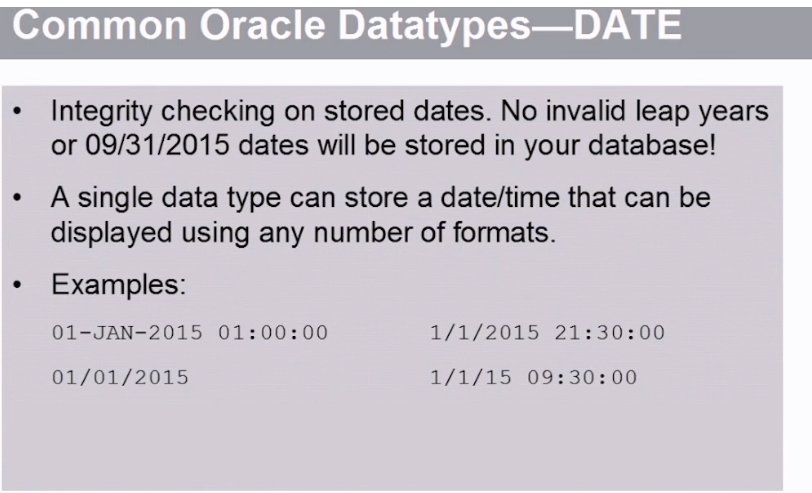 Common Oracle Datatypes—DATE
• Integrity checking on stored dates. No invalid leap years
or 09/31/2015 dates will be stored in your database!
• A single data type can store a date/time that can be
displayed using any number of formats.
• Examples:
01-JAN-2015 01:00:00 1/1/2015 21:30:00
01/01/2015 1/1/15 09:30:00